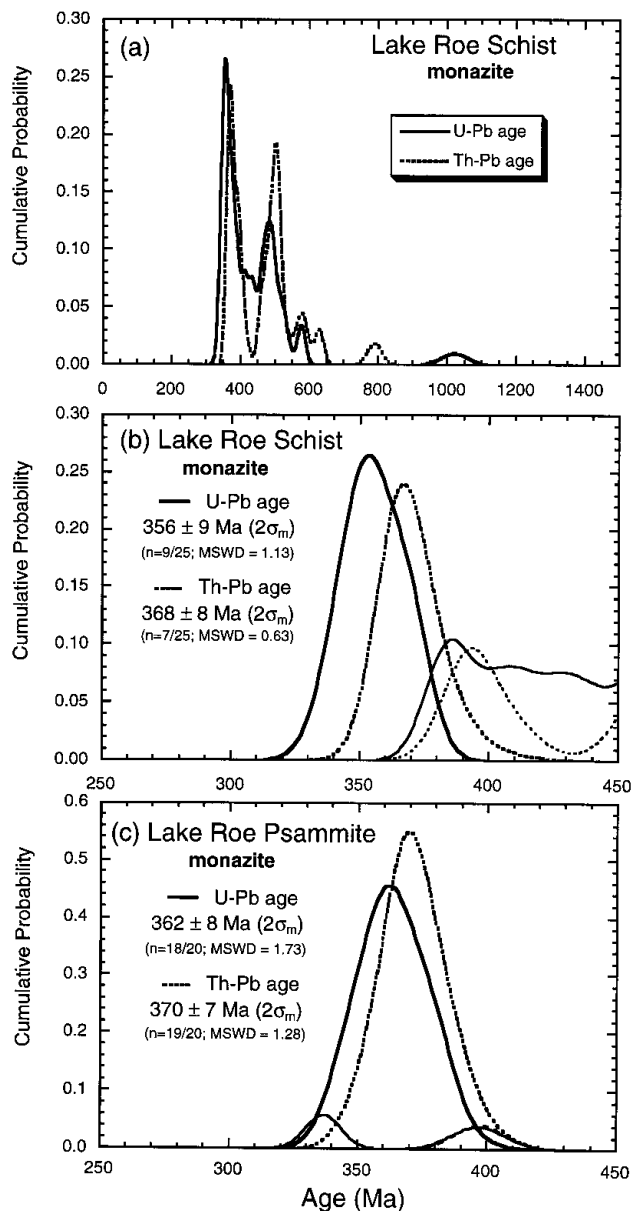 (a)
Lake Roe Schist
monazite
U-Pb age
Th-Pb age
Cumulative Probability
0.30
0.25
0.20
0.15
0.10
0.05
0.00
0 200 400 600 800 1000 1200 1400
(b) Lake Roe Schist
monazite
U-Pb age
356 ± 9 Ma (2σm)
(n=9/25; MSWD = 1.13)
Th-Pb age
368 ± 8 Ma (2σm)
(n=7/25; MSWD = 0.63)
Cumulative Probability
0.30
0.25
0.20
0.15
0.10
0.05
0.00
250 300 350 400 450
(c) Lake Roe Psammite
monazite
U-Pb age
362 ± 8 Ma (2σm)
(n=18/20; MSWD = 1.73)
Th-Pb age
370 ± 7 Ma (2σm)
(n=19/20; MSWD = 1.28)
Cumulative Probability
0.6
0.5
0.4
0.3
0.2
0.1
0.0
250 300 350 400 450
Age (Ma)